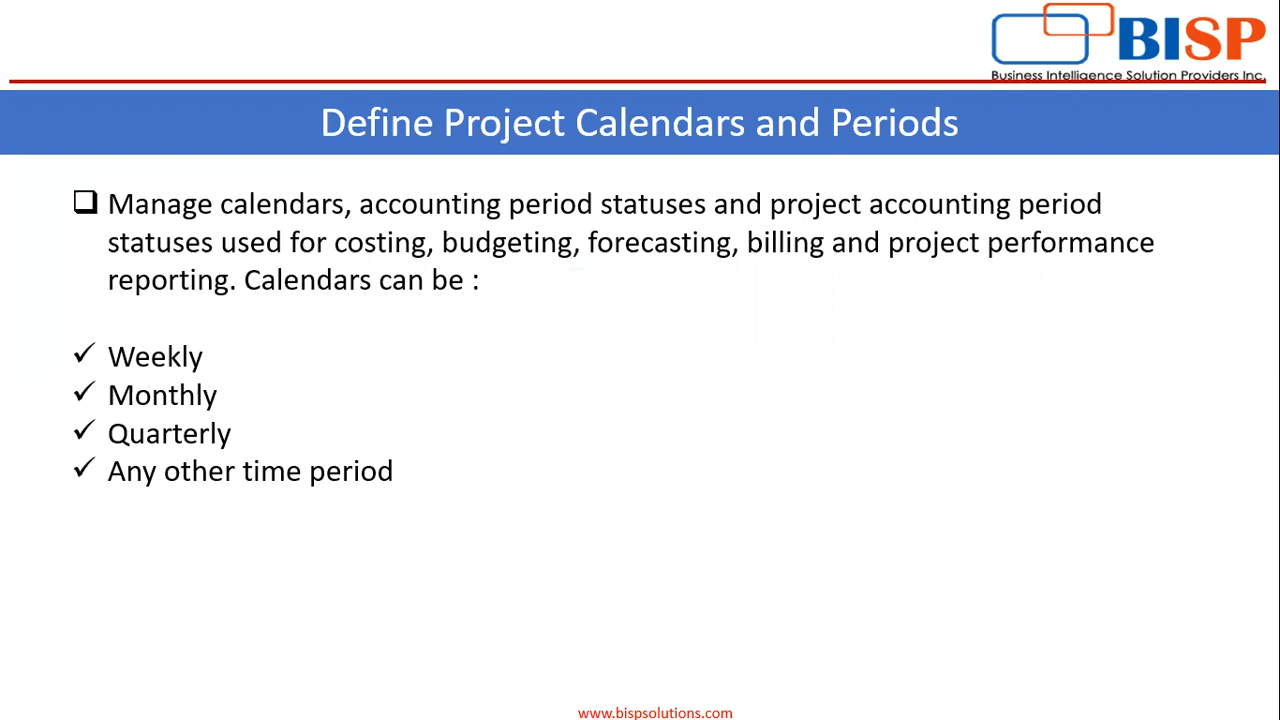 BISP
Business Intelligence Solution Providers Inc.
Define Project Calendars and Periods
Manage calendars, accounting period statuses and project accounting period
statuses used for costing, budgeting, forecasting, billing and project performance
reporting. Calendars can be :
Weekly
Monthly
Quarterly
Any other time period
www.bispsolutions.com